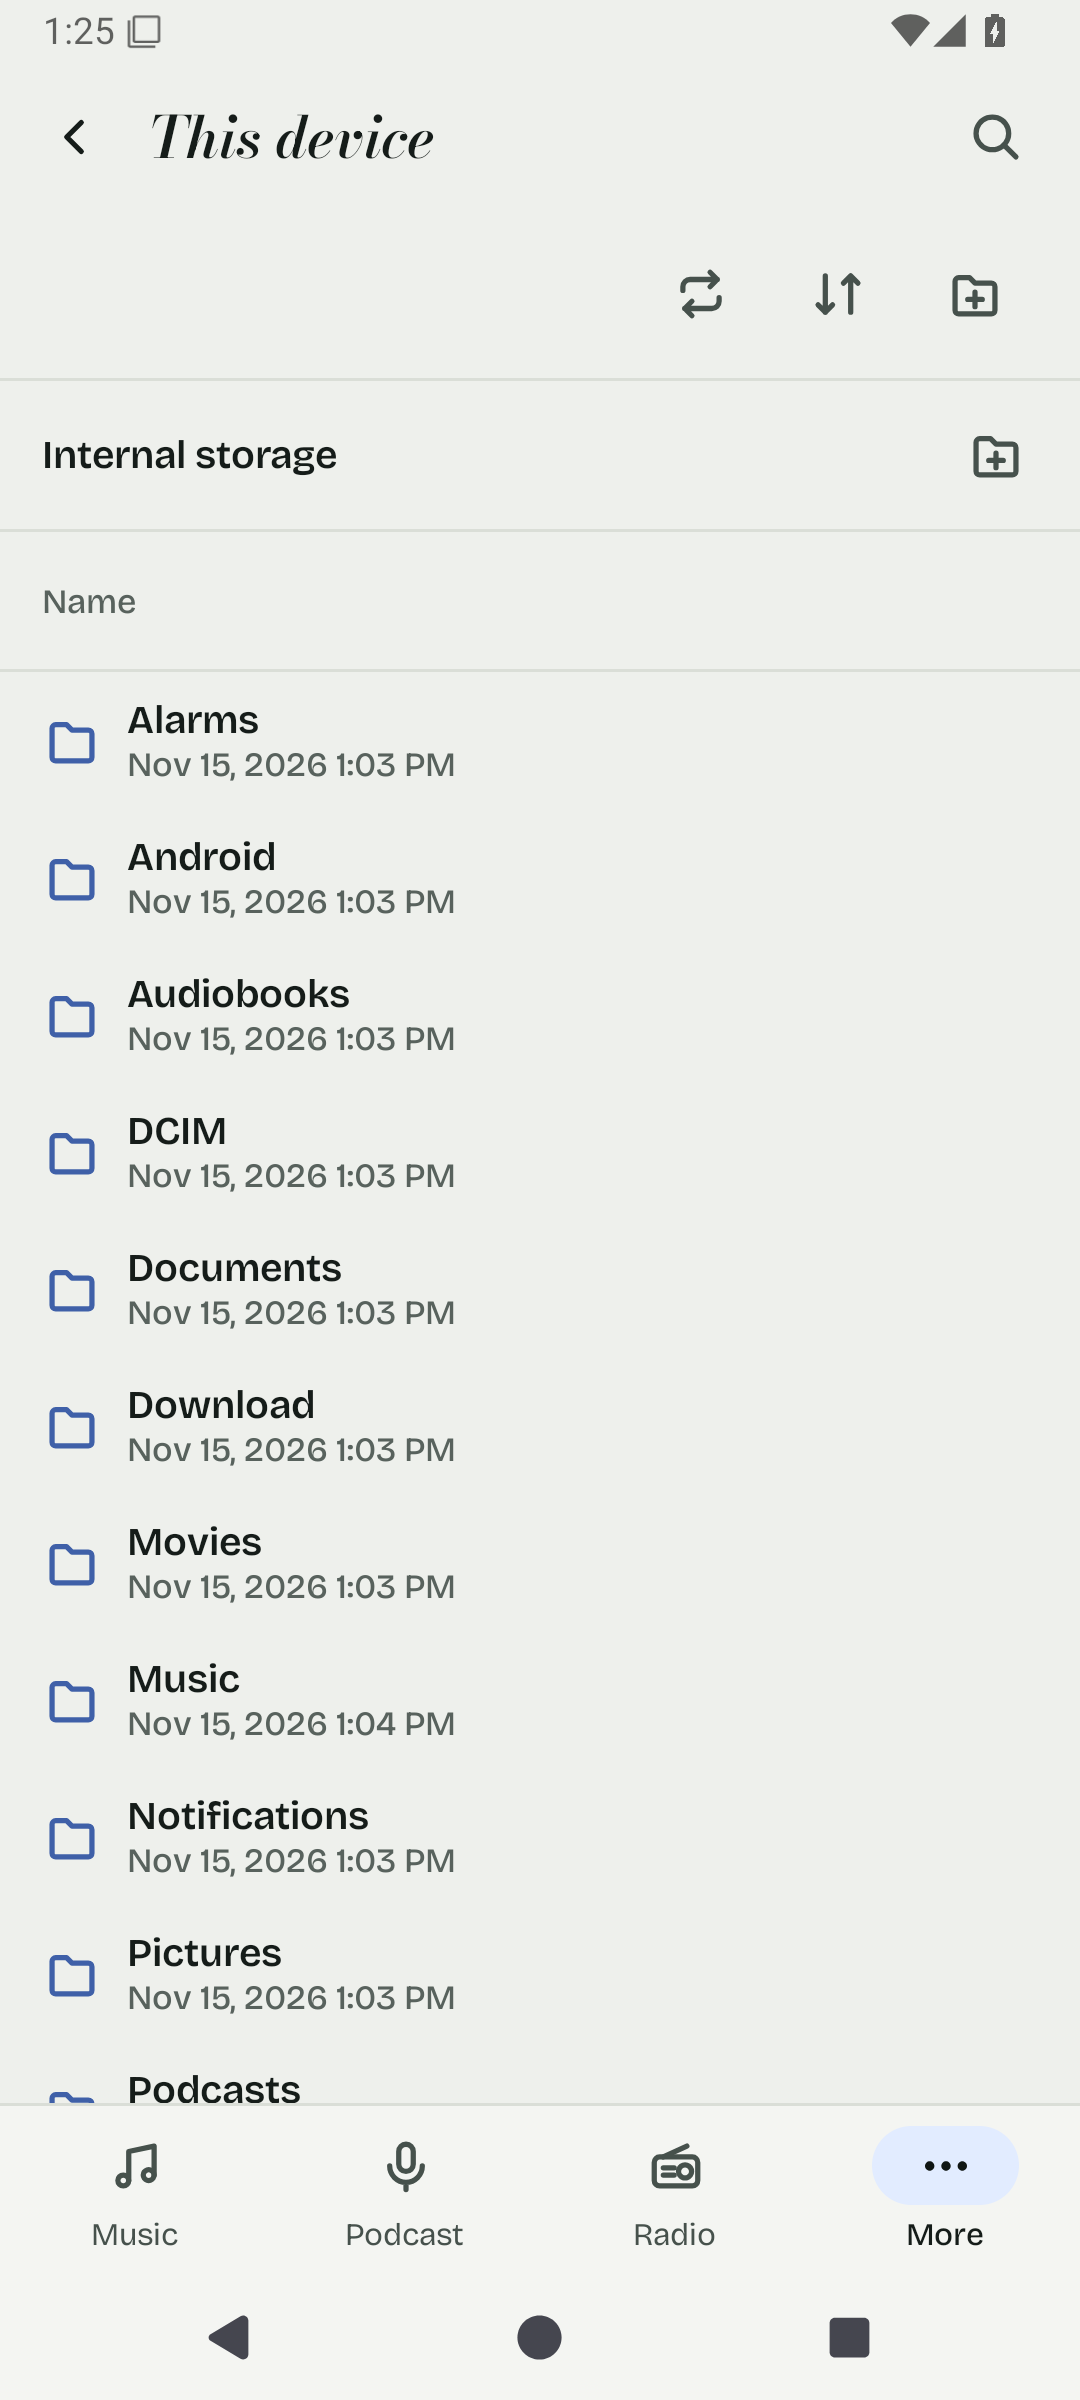 1:25
This device
Internal storage
Name
Alarms
Nov 15, 2026 1:03 PM
Android
Nov 15, 2026 1:03 PM
Audiobooks
Nov 15, 2026 1:03 PM
DCIM
Nov 15, 2026 1:03 PM
Documents
Nov 15, 2026 1:03 PM
Download
Nov 15, 2026 1:03 PM
Movies
Nov 15, 2026 1:03 PM
Music
Nov 15, 2026 1:04 PM
Notifications
Nov 15, 2026 1:03 PM
Pictures
Nov 15, 2026 1:03 PM
Podcasts
Music Podcast Radio More